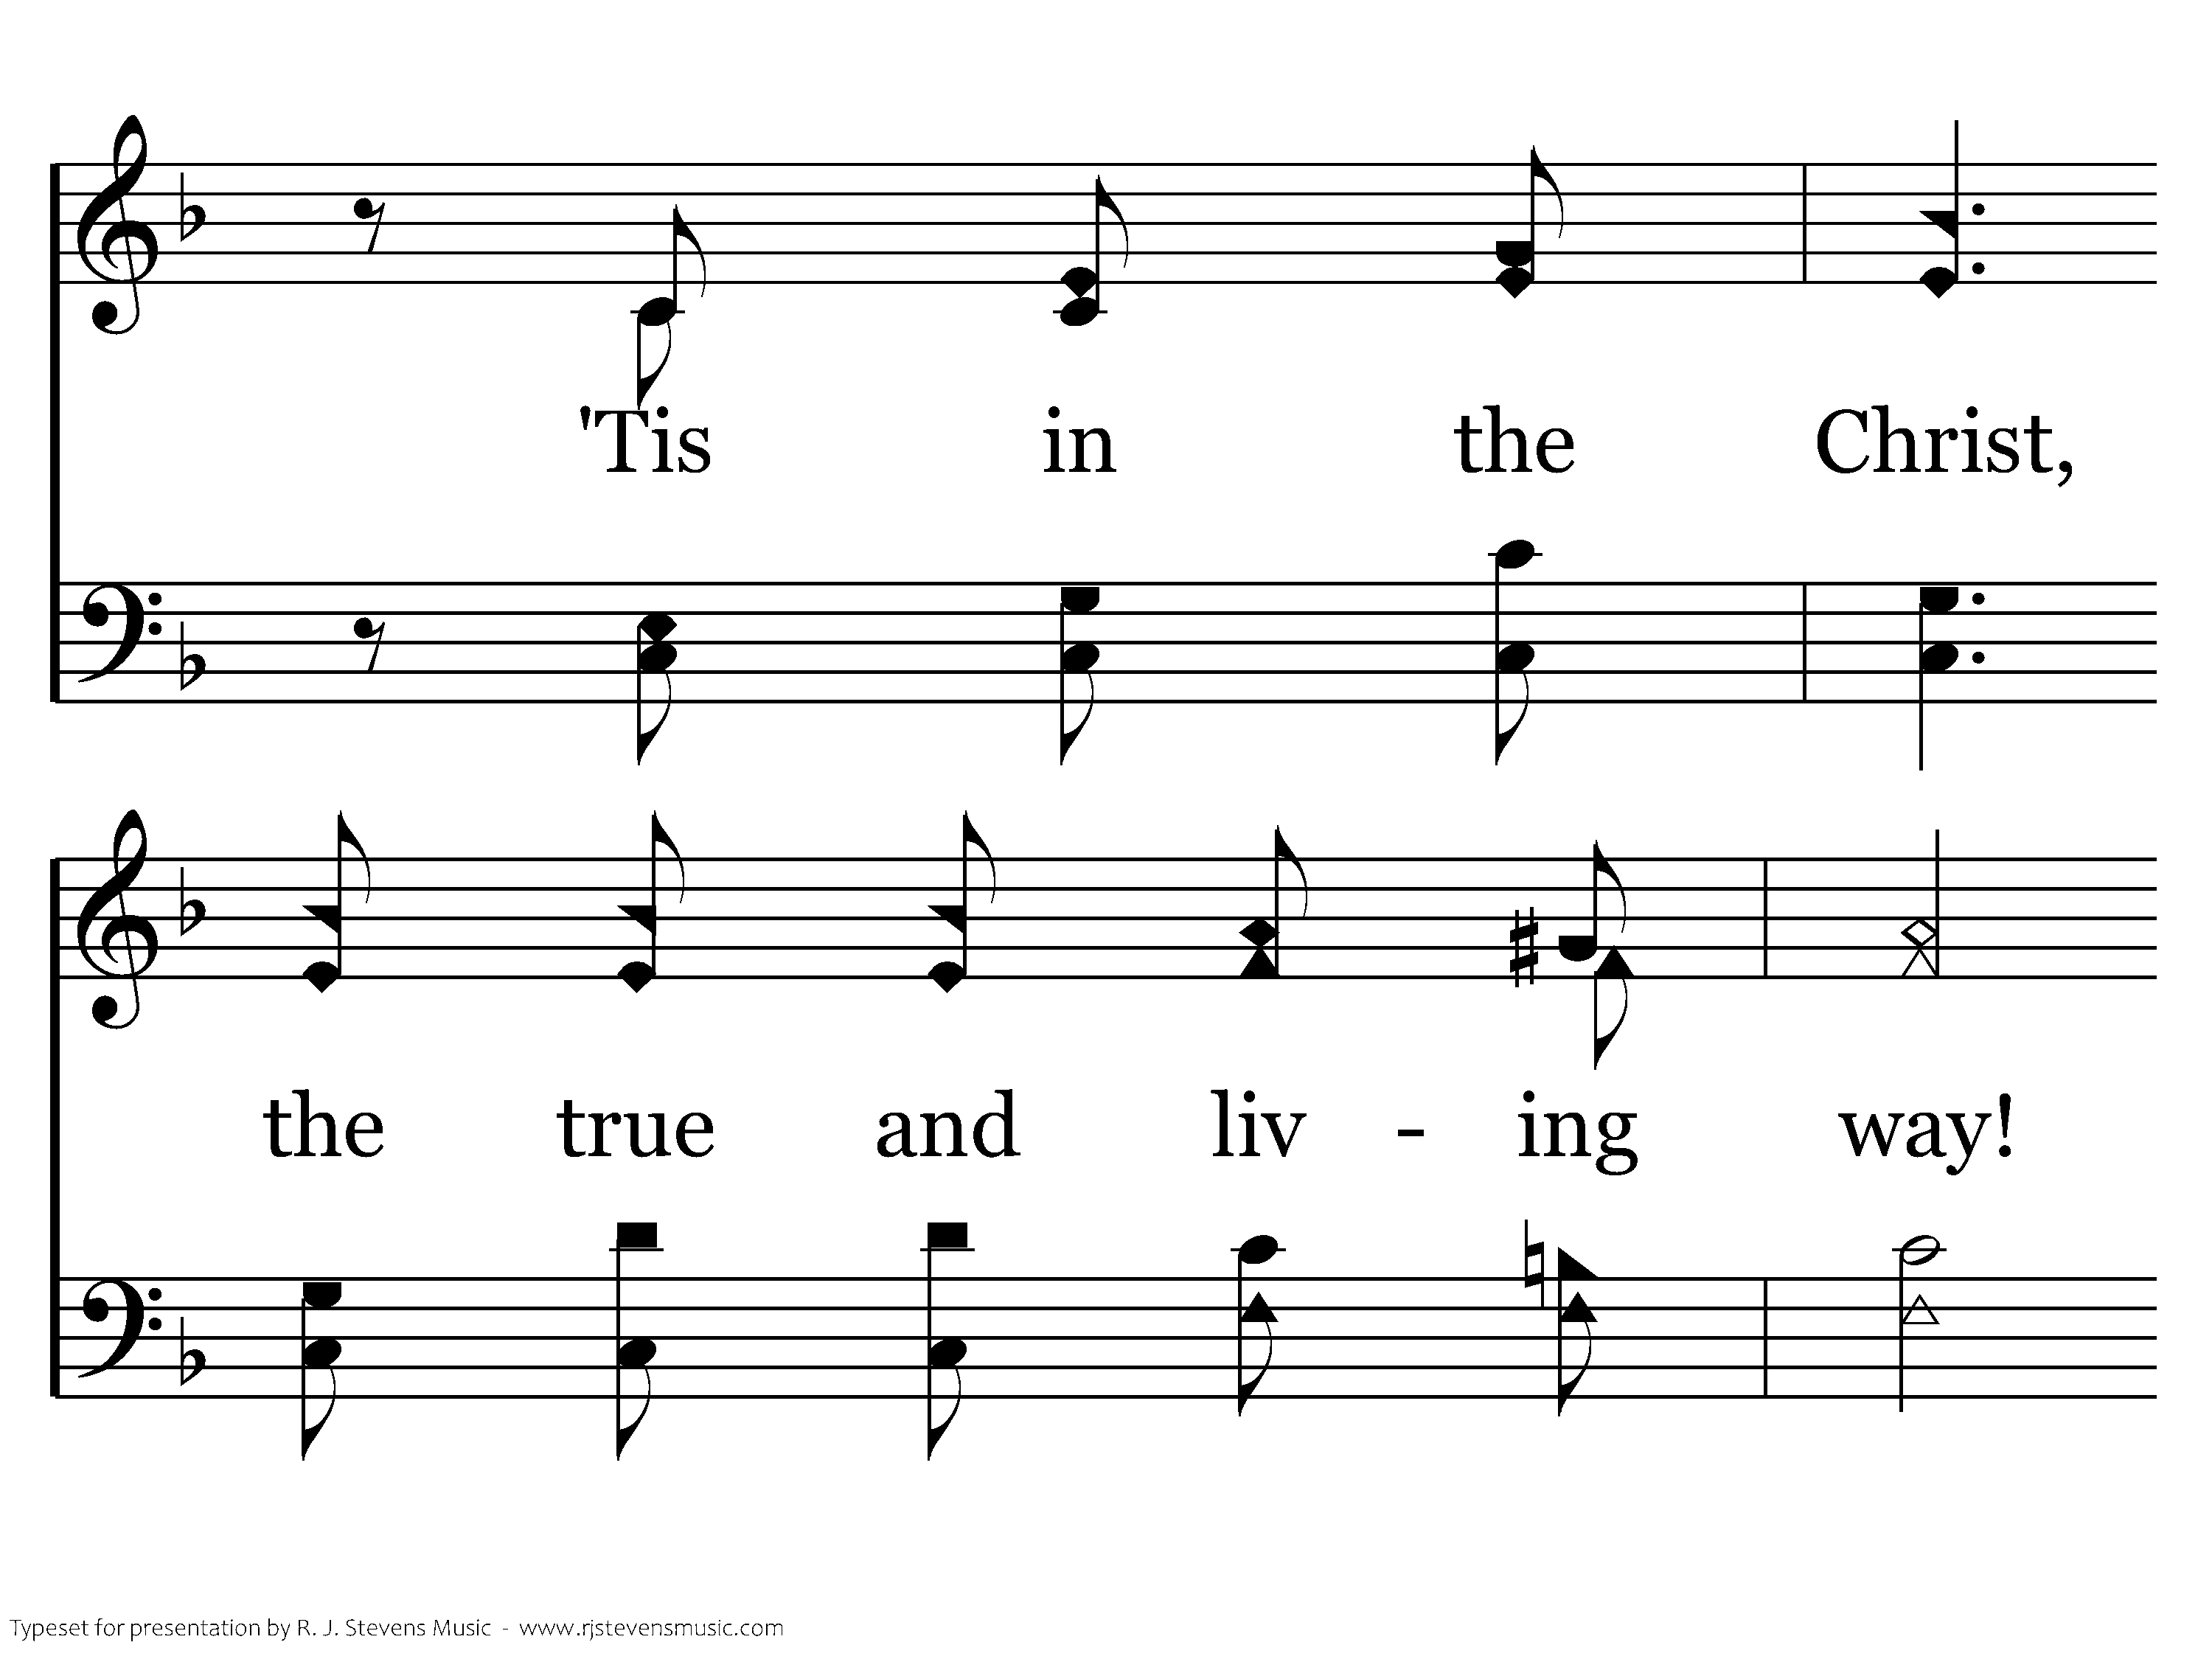 'Tis in the Christ,
the true and liv - ing way!
Typeset for presentation by R. J. Stevens Music - www.rjstevensmusic.com